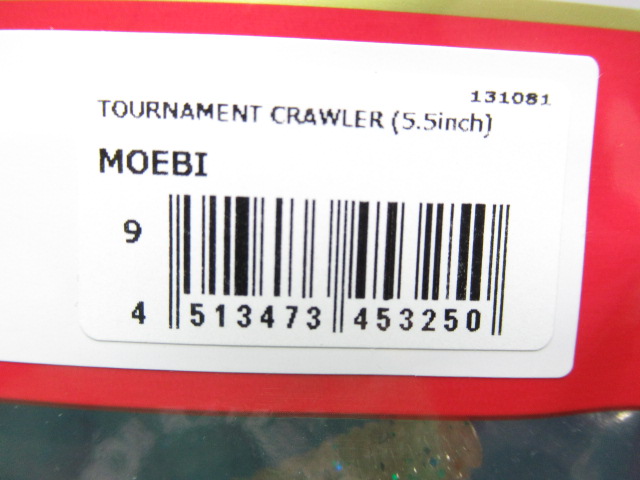 131081
TOURNAMENT CRAWLER (5.5inch)
MOEBI
9
4 513473 453250